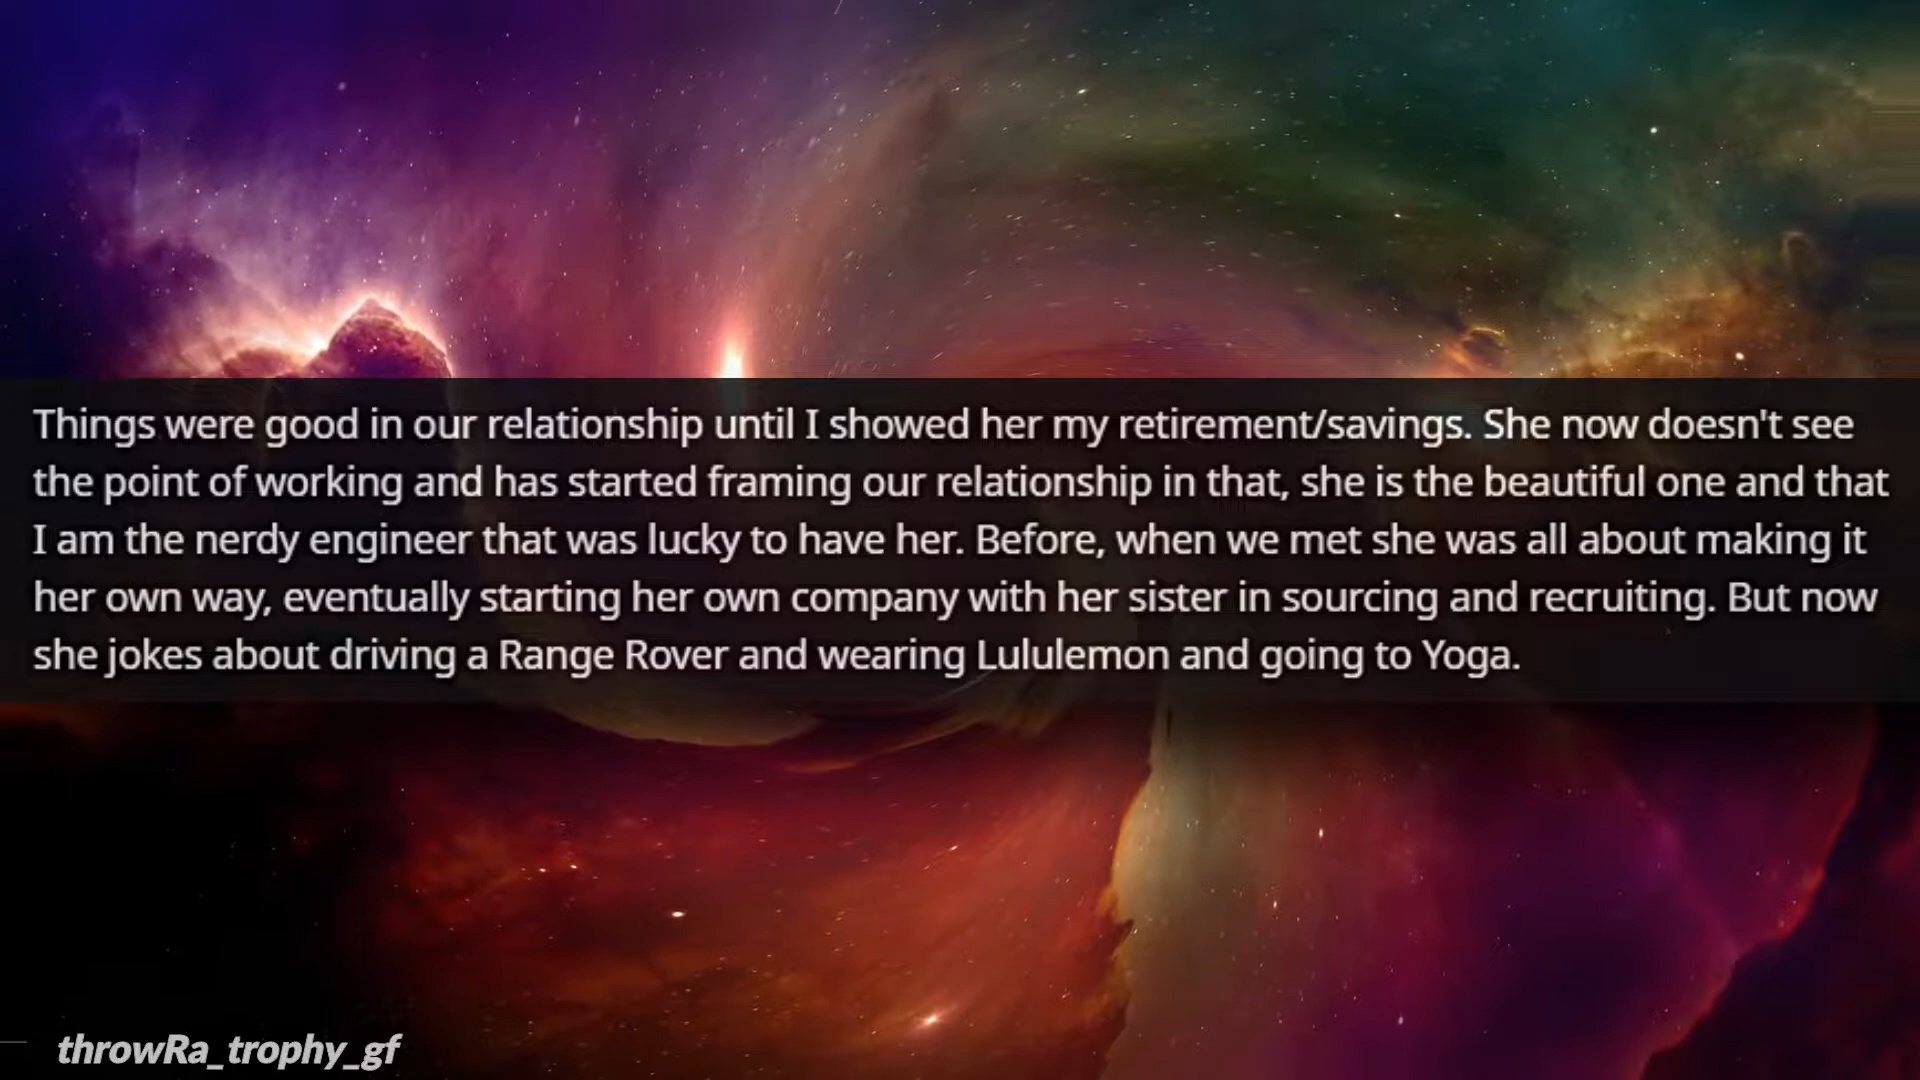 Things were good in our relationship until I showed her my retirement/savings. She now doesn't see
the point of working and has started framing our relationship in that, she is the beautiful one and that
I am the nerdy engineer that was lucky to have her. Before, when we met she was all about making it
her own way, eventually starting her own company with her sister in sourcing and recruiting. But now
she jokes about driving a Range Rover and wearing Lululemon and going to Yoga.
throwRa_trophy_gf